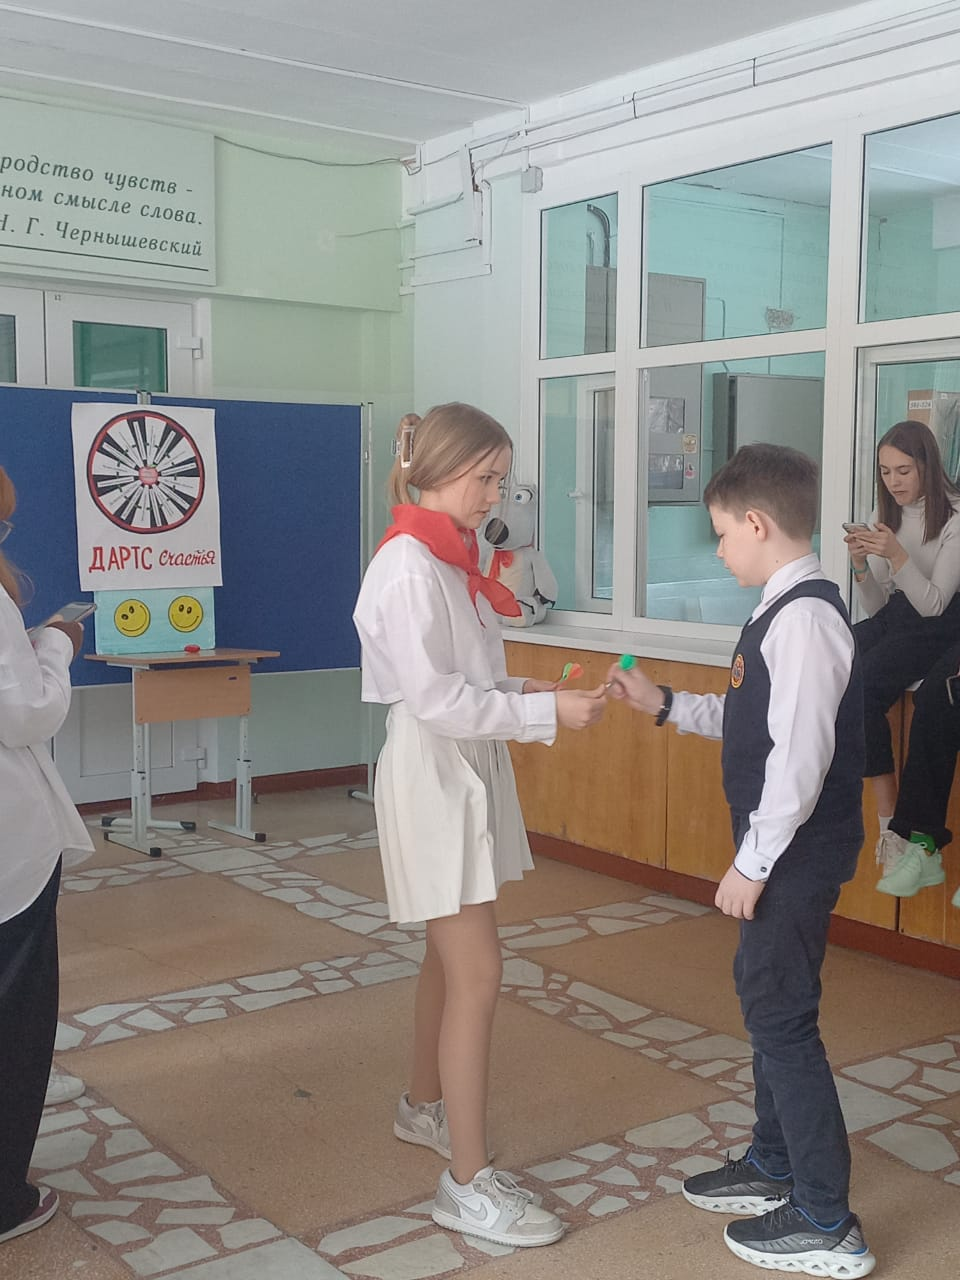 родство чувств -
ном смысле слова.
Н. Г. Чернышевский
ДАРТС счастья